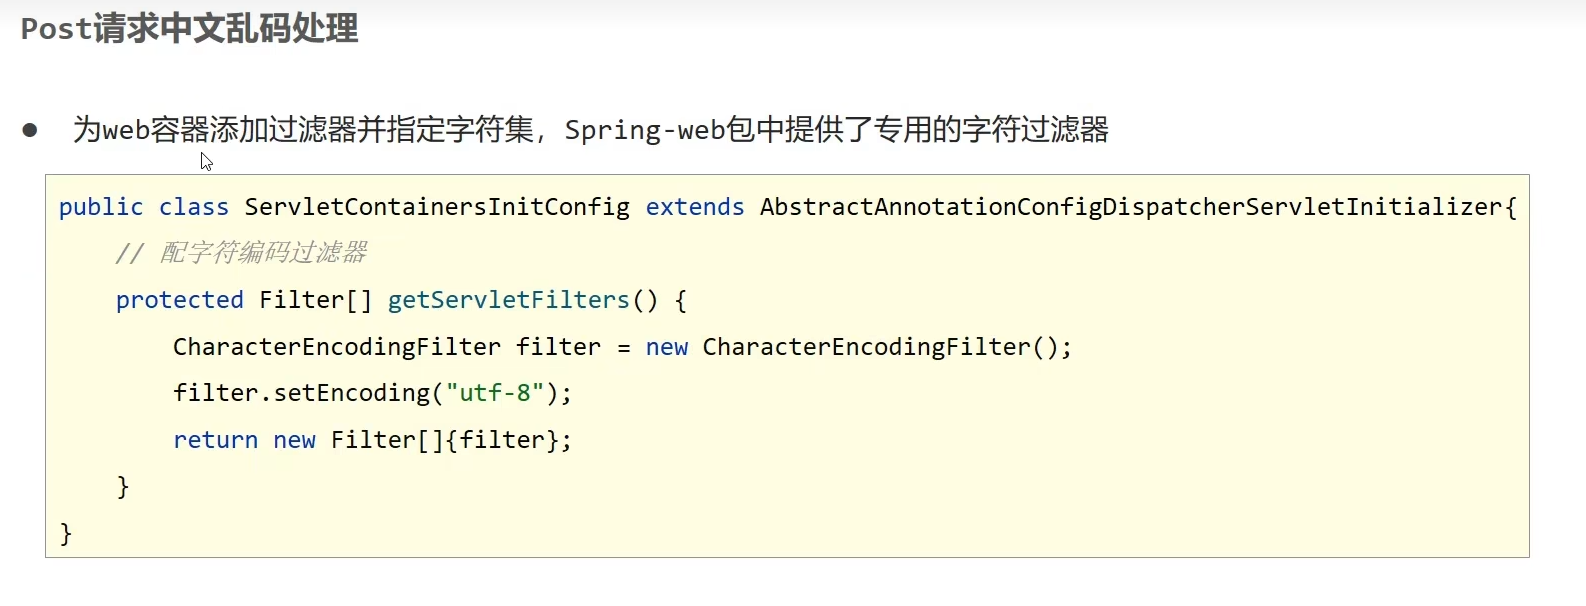 Post请求中文乱码处理
● 为web容器添加过滤器并指定字符集，Spring-web包中提供了专用的字符过滤器
public class ServletContainersInitConfig extends AbstractAnnotationConfigDispatcherServletInitializer{
    // 配字符编码过滤器
    protected Filter[] getServletFilters() {
        CharacterEncodingFilter filter = new CharacterEncodingFilter();
        filter.setEncoding("utf-8");
        return new Filter[]{filter};
    }
}